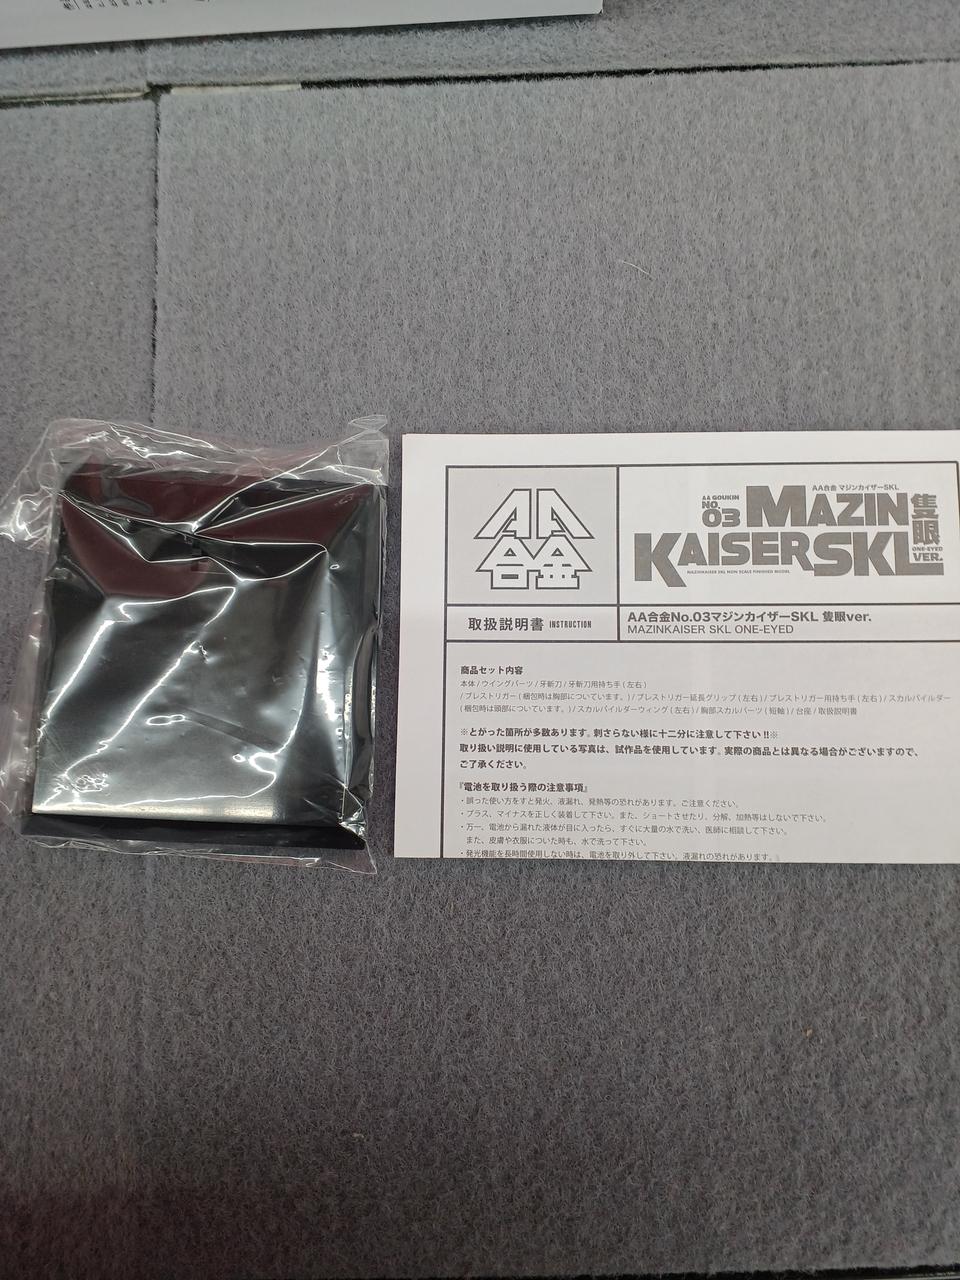 AA
合金
AA GOUKIN
NO.
03
AA合金 マジンカイザーSKL
MAZIN
KAISERSKL
隻眼
ONE-EYED
VER.
MAZINKAISER SKL NON SCALE FINISHED MODEL
取扱説明書 INSTRUCTION
AA合金No.03マジンカイザーSKL 隻眼ver.
MAZINKAISER SKL ONE-EYED
商品セット内容
本体 / ウイングパーツ / 牙斬刀 / 牙斬刀用持ち手 ( 左右 )
/ ブレストリガー ( 梱包時は胸部についています。) / ブレストリガー延長グリップ ( 左右 ) / ブレストリガー用持ち手 ( 左右 ) / スカルパイルダー
( 梱包時は頭部についています。) / スカルパイルダーウィング ( 左右 ) / 胸部スカルパーツ ( 短軸 ) / 台座 / 取扱説明書
※とがった箇所が多数あります。刺さらない様に十二分に注意して下さい !!※
取り扱い説明に使用している写真は、試作品を使用しています。実際の商品とは異なる場合がございますので、
ご了承ください。
『電池を取り扱う際の注意事項』
・誤った使い方をすと発火、液漏れ、発熱等の恐れがあります。ご注意ください。
・プラス、マイナスを正しく装着して下さい。また、ショートさせたり、分解、加熱等はしないで下さい。
・万一、電池から漏れた液体が目に入ったら、すぐに大量の水で洗い、医師に相談して下さい。
また、皮膚や衣服についた時も、水で洗って下さい。
・発光機能を長時間使用しない時は、電池を取り外して下さい。液漏れの恐れがあります。